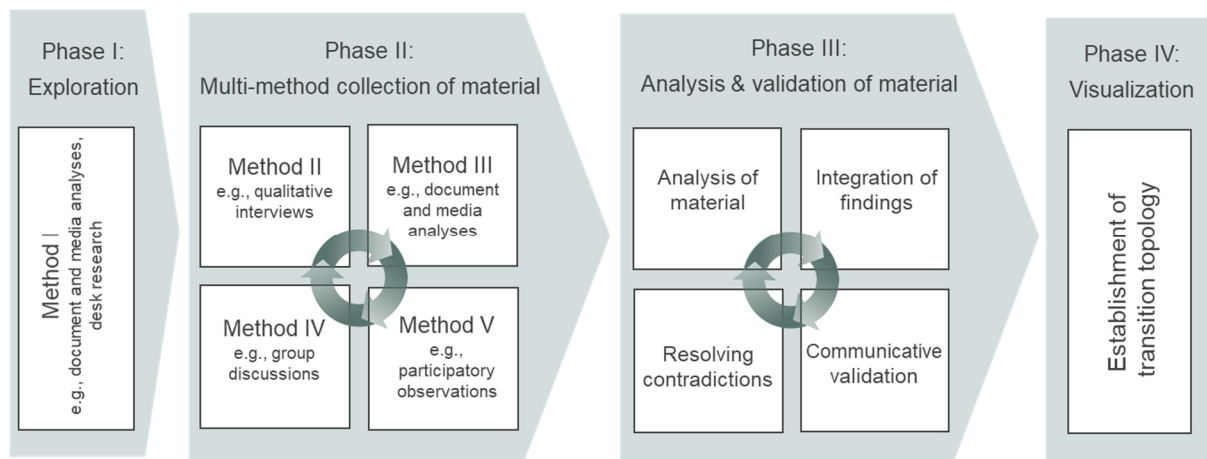 Phase I:
Exploration
Method I
e.g., document and media analyses,
desk research
Phase II:
Multi-method collection of material
Method II
e.g., qualitative
interviews
Method III
e.g., document
and media
analyses
Method IV
e.g., group
discussions
Method V
e.g.,
participatory
observations
Phase III:
Analysis & validation of material
Analysis of
material
Integration of
findings
Resolving
contradictions
Communicative
validation
Phase IV:
Visualization
Establishment of
transition topology